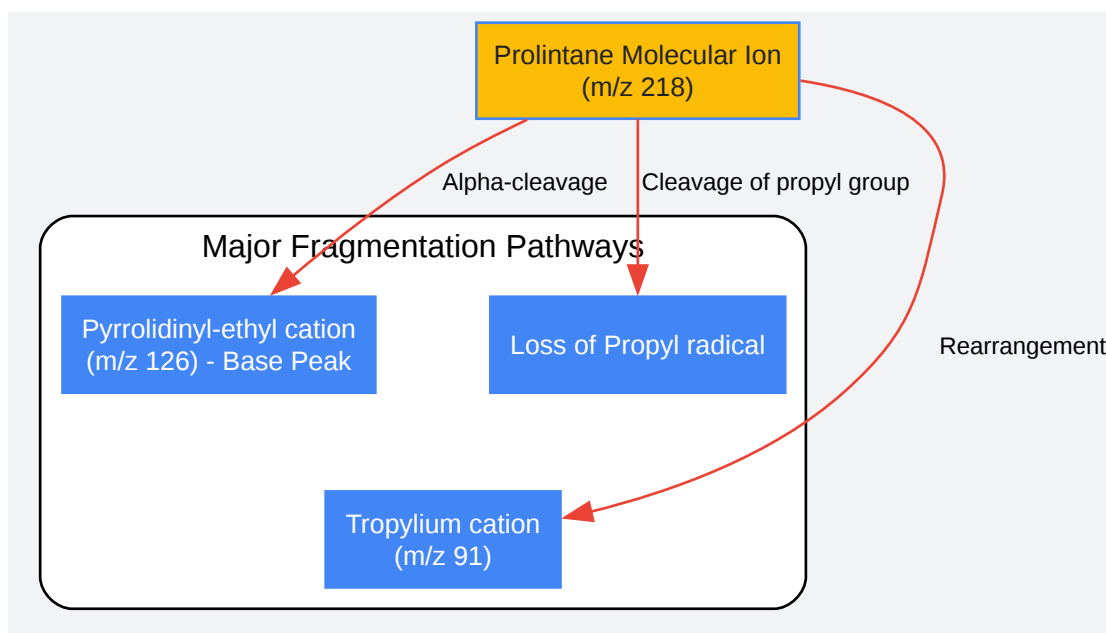 Prolintane Molecular Ion
(m/z 218)
Alpha-cleavage
Cleavage of propyl group
Major Fragmentation Pathways
Pyrrolidinyl-ethyl cation
(m/z 126) - Base Peak
Loss of Propyl radical
Rearrangement
Tropylium cation
(m/z 91)